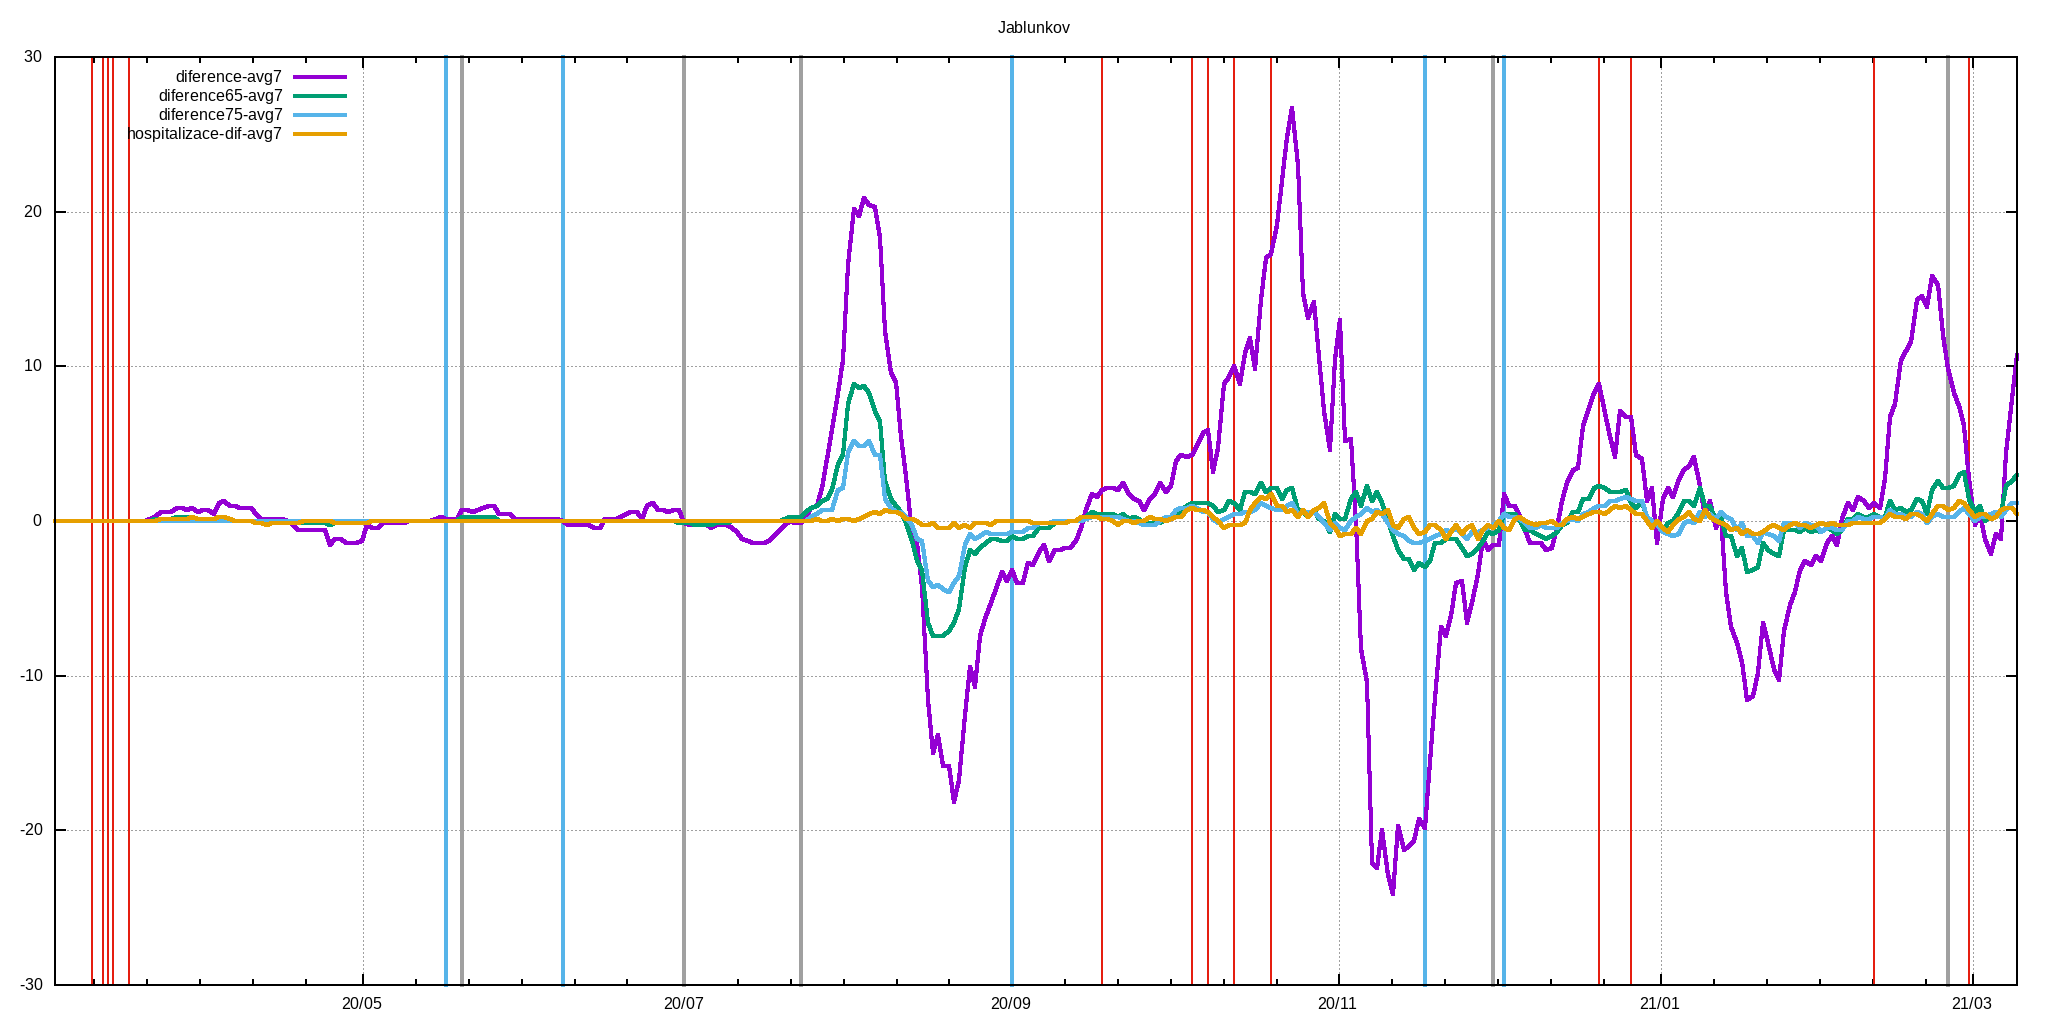 Jablunkov
30
20
10
0
-10
-20
-30
diference-avg7
diference65-avg7
diference75-avg7
hospitalizace-dif-avg7
20/05
20/07
20/09
20/11
21/01
21/03